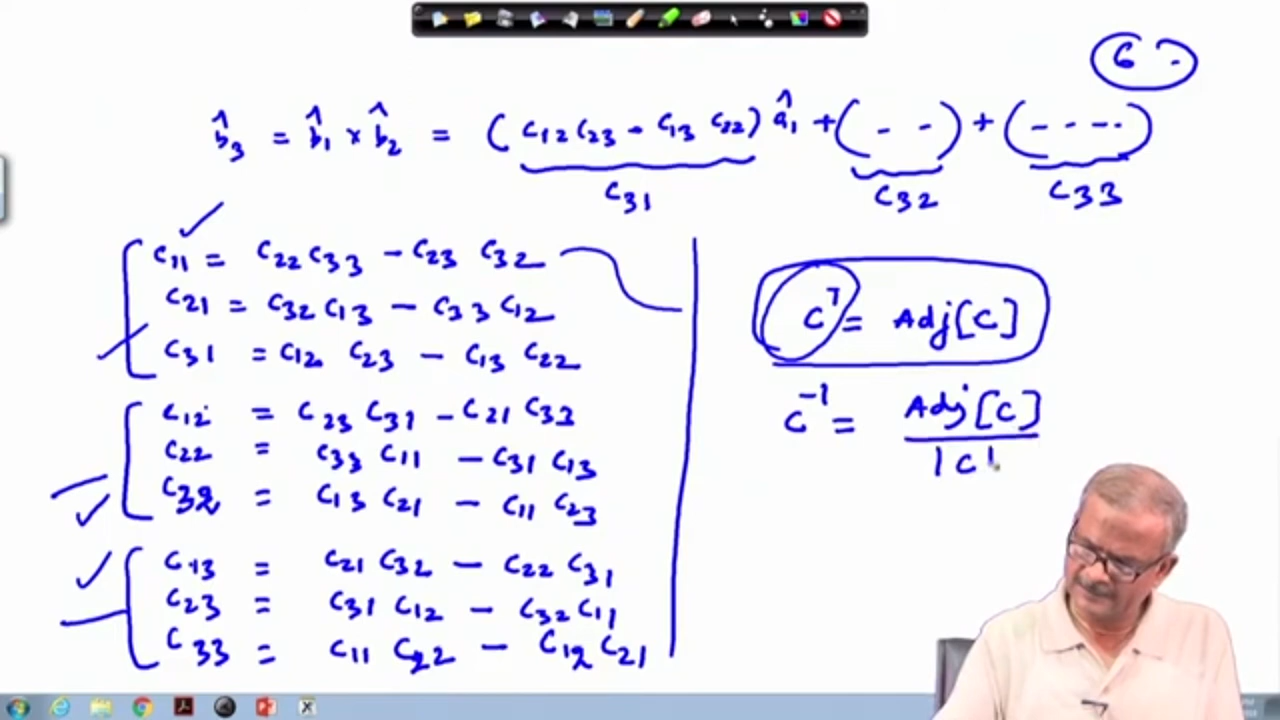 6
b̂3 = b̂1 × b̂2 = (C12 C23 - C13 C22) â1 + (- -) + (- - - -)
C31 C32 C33
C11 = C22 C33 - C23 C32
C21 = C32 C13 - C33 C12
C31 = C12 C23 - C13 C22
C12 = C23 C31 - C21 C33
C22 = C33 C11 - C31 C13
C32 = C13 C21 - C11 C23
C13 = C21 C32 - C22 C31
C23 = C31 C12 - C32 C11
C33 = C11 C22 - C12 C21
C^T = Adj[C]
C^-1 = Adj[C] / |C|